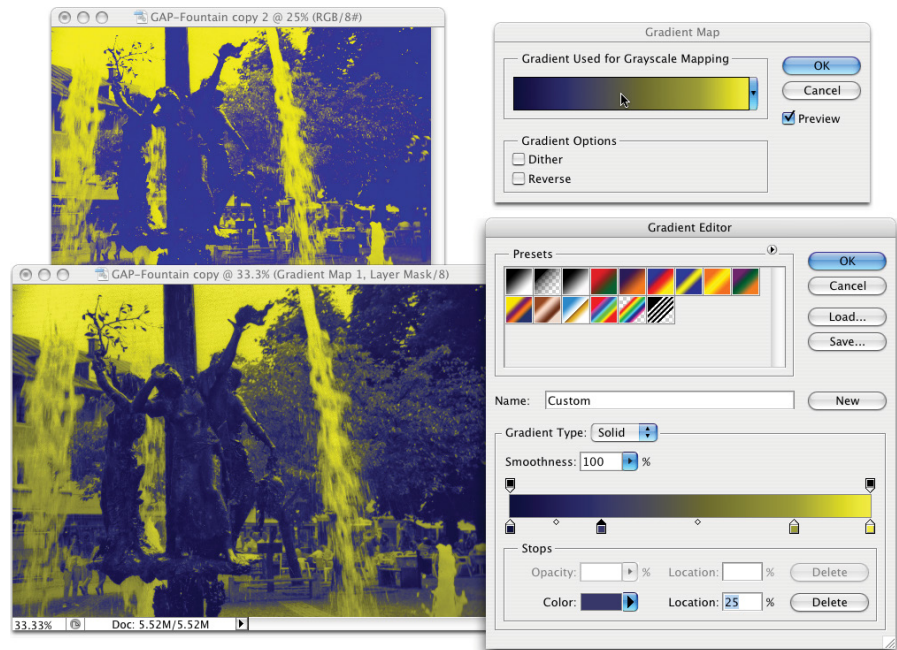 GAP-Fountain copy 2 @ 25% (RGB/8#)
Gradient Map
Gradient Used for Grayscale Mapping
OK
Cancel
Preview
Gradient Options
Dither
Reverse
GAP-Fountain copy @ 33.3% (Gradient Map 1, Layer Mask/8)
33.33%
Doc: 5.52M/5.52M
Gradient Editor
Presets
OK
Cancel
Load...
Save...
Name: Custom
New
Gradient Type: Solid
Smoothness: 100 %
Stops
Opacity: % Location: % Delete
Color: Location: 25 % Delete